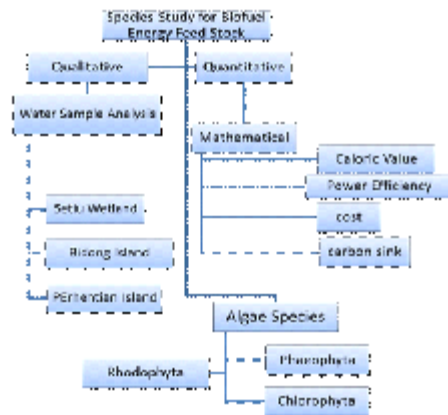 Species Study for Biofuel
Energy Feed Stock
Qualitative
Quantitative
Water Sample Analysis
Mathematical
Caloric Value
Power Efficiency
cost
carbon sink
Setiu Wetland
Bidong Island
PErhentian Island
Algae Species
Rhodophyta
Phaeophyta
Chlorophyta